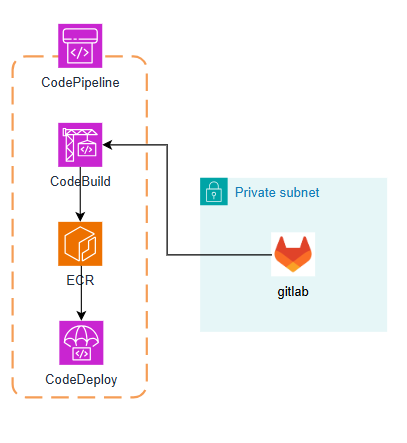 CodePipeline
CodeBuild
Private subnet
gitlab
ECR
CodeDeploy